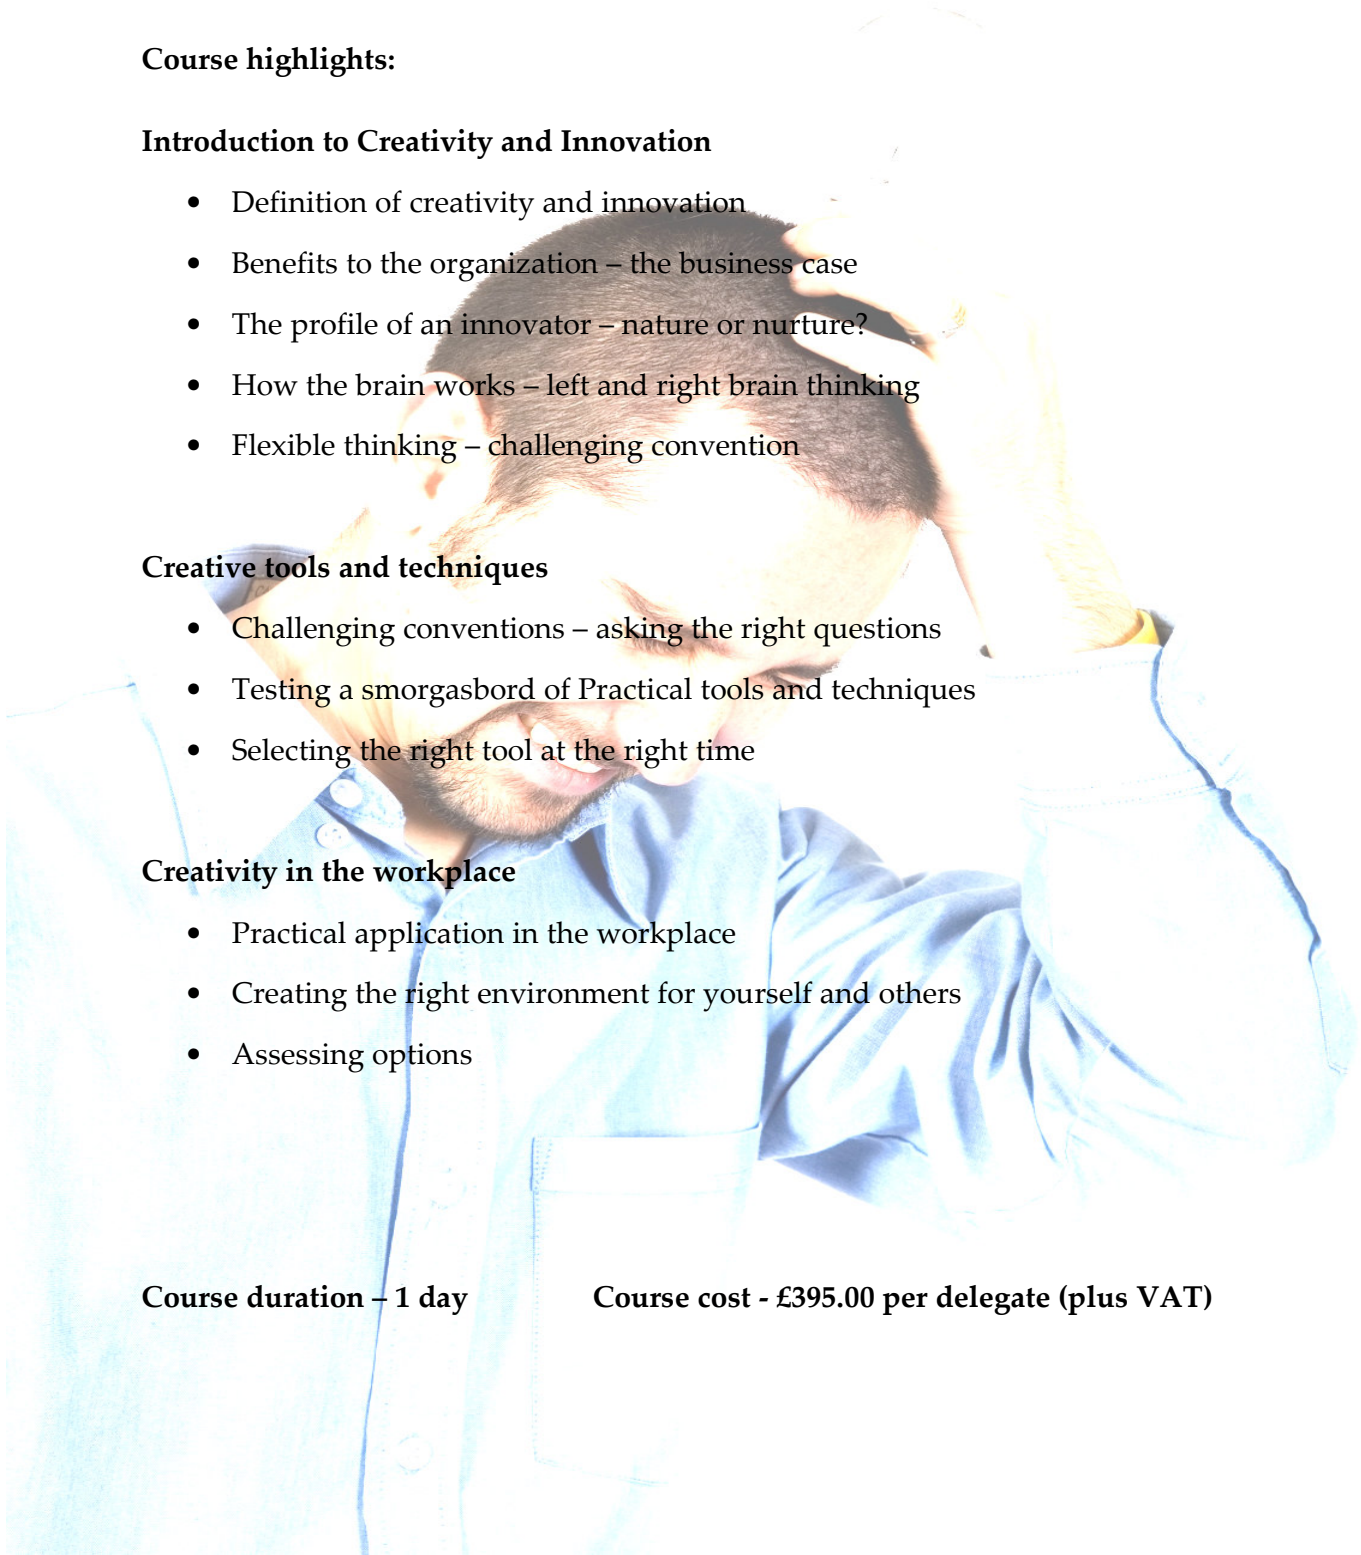 Course highlights:
Introduction to Creativity and Innovation
• Definition of creativity and innovation
• Benefits to the organization – the business case
• The profile of an innovator – nature or nurture?
• How the brain works – left and right brain thinking
• Flexible thinking – challenging convention
Creative tools and techniques
• Challenging conventions – asking the right questions
• Testing a smorgasbord of Practical tools and techniques
• Selecting the right tool at the right time
Creativity in the workplace
• Practical application in the workplace
• Creating the right environment for yourself and others
• Assessing options
Course duration – 1 day Course cost - £395.00 per delegate (plus VAT)